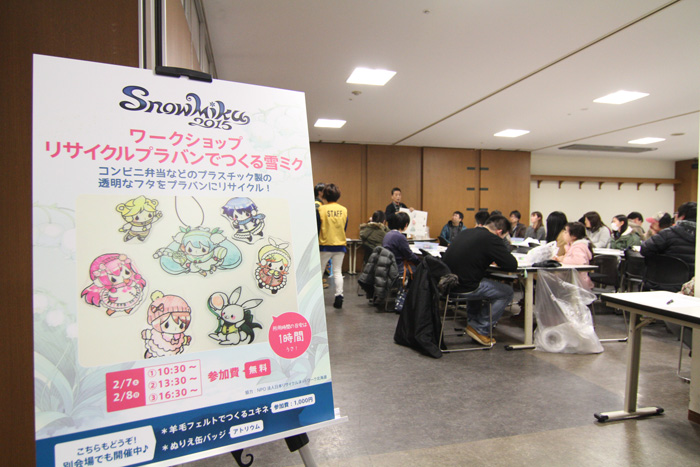 SnowMiku
2015
ワークショップ
リサイクルプラバンでつくる雪ミク
コンビニ弁当などのプラスチック製の
透明なフタをプラバンにリサイクル！
所用時間の目安は
1時間
2/7㊏
2/8㊐
①10:30～
②13:30～
③16:30～
参加費 無料
こちらもどうぞ！
別会場でも開催中♪
＊羊毛フェルトでつくるユキネ 参加費：1,000円
＊ぬりえ缶バッジ アトリウム
STAFF